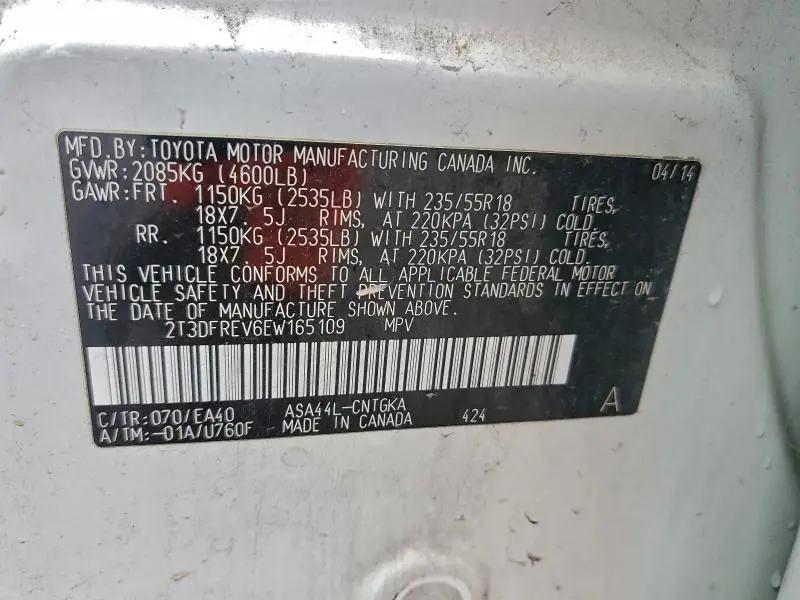 MFD.BY:TOYOTA MOTOR MANUFACTURING CANADA INC. 04/14
GVWR:2085KG (4600LB)
GAWR:FRT. 1150KG (2535LB) WITH 235/55R18 TIRES,
18X7 5J RIMS, AT 220KPA (32PSI) COLD.
RR. 1150KG (2535LB) WITH 235/55R18 TIRES,
18X7 5J RIMS, AT 220KPA (32PSI) COLD.
THIS VEHICLE CONFORMS TO ALL APPLICABLE FEDERAL MOTOR
VEHICLE SAFETY AND THEFT PREVENTION STANDARDS IN EFFECT ON
THE DATE OF MANUFACTURE SHOWN ABOVE.
2T3DFREV6EW165109 MPV
C/TR:070/EA40 ASA44L-CNTGKA 424 A
A/TM:-01A/U760F MADE IN CANADA